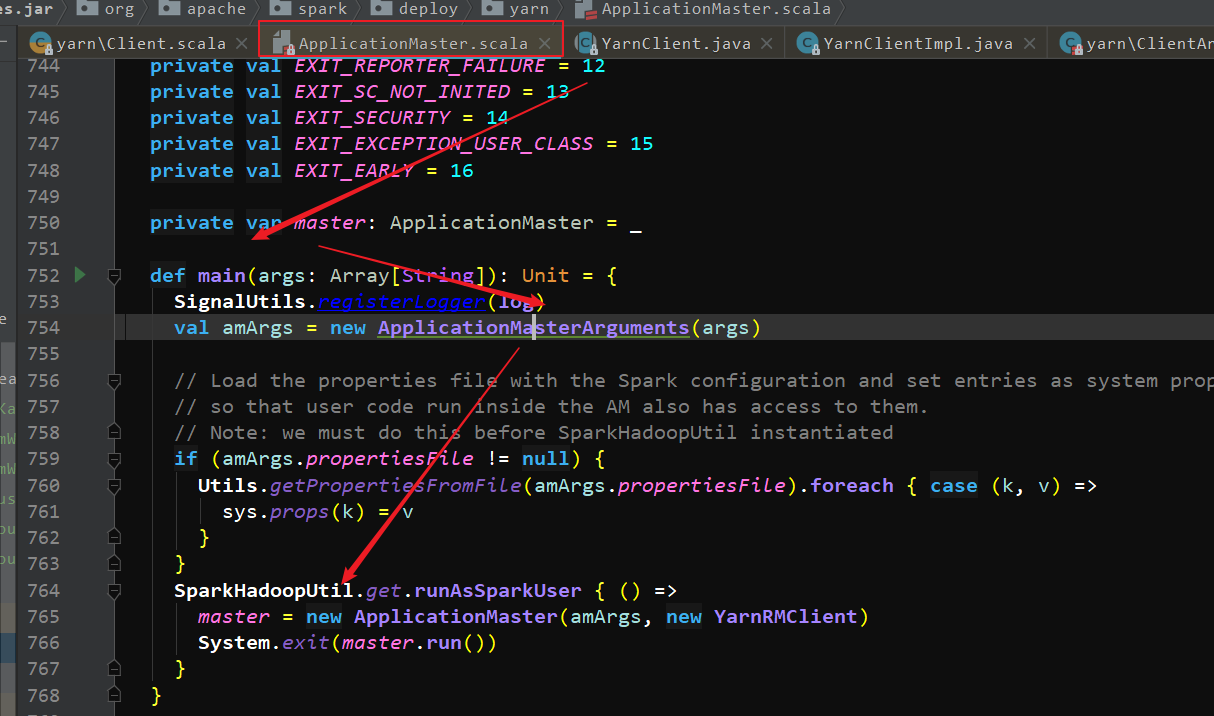 es.jar org apache spark deploy yarn ApplicationMaster.scala
yarn\Client.scala ApplicationMaster.scala YarnClient.java YarnClientImpl.java yarn\ClientAr
744 private val EXIT_REPORTER_FAILURE = 12
745 private val EXIT_SC_NOT_INITED = 13
746 private val EXIT_SECURITY = 14
747 private val EXIT_EXCEPTION_USER_CLASS = 15
748 private val EXIT_EARLY = 16
749
750 private var master: ApplicationMaster = _
751
752 def main(args: Array[String]): Unit = {
753 SignalUtils.registerLogger(log)
754 val amArgs = new ApplicationMasterArguments(args)
755
756 // Load the properties file with the Spark configuration and set entries as system prop
757 // so that user code run inside the AM also has access to them.
758 // Note: we must do this before SparkHadoopUtil instantiated
759 if (amArgs.propertiesFile != null) {
760 Utils.getPropertiesFromFile(amArgs.propertiesFile).foreach { case (k, v) =>
761 sys.props(k) = v
762 }
763 }
764 SparkHadoopUtil.get.runAsSparkUser { () =>
765 master = new ApplicationMaster(amArgs, new YarnRMClient)
766 System.exit(master.run())
767 }
768 }